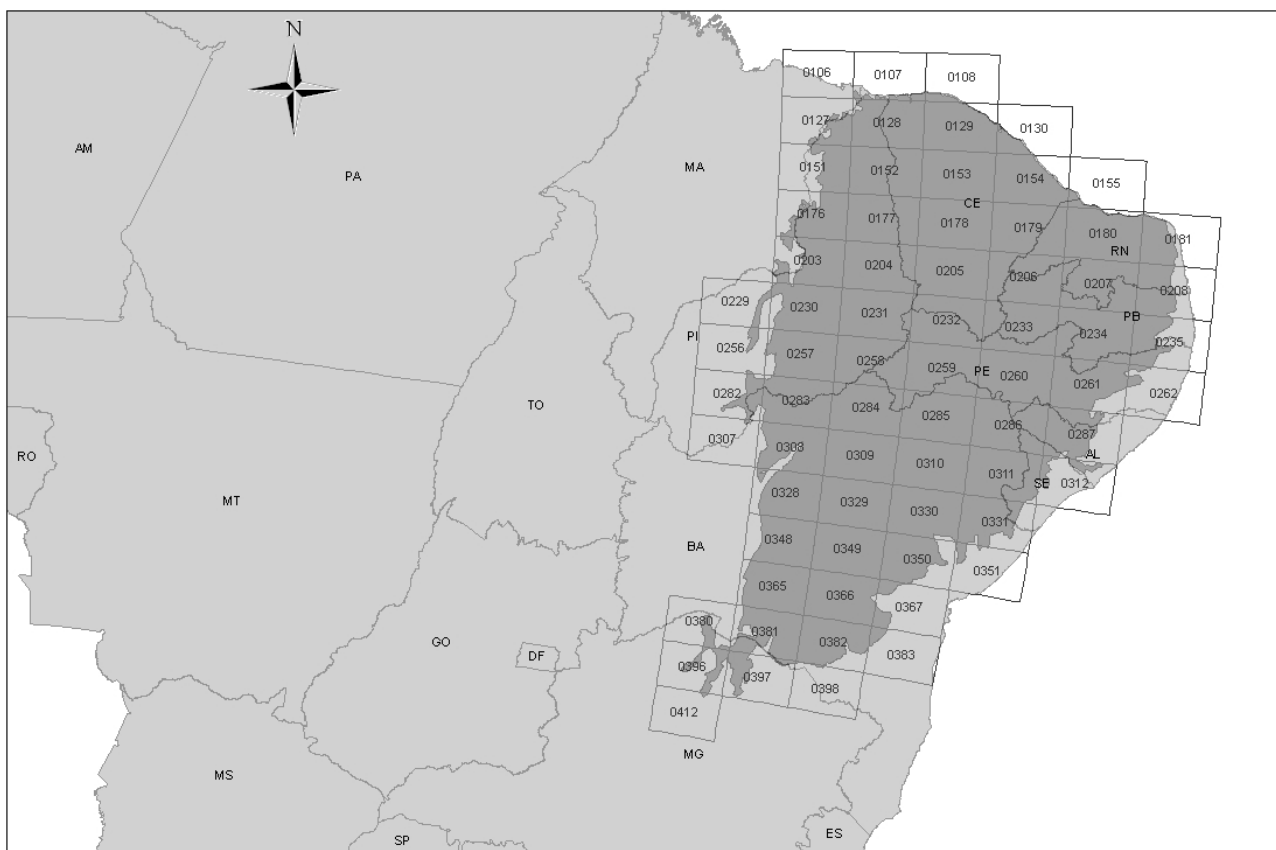 N
0106 0107 0108
0127 0128 0129 0130
AM PA MA 0151 0152 0153 0154 0155
CE
0176 0177 0178 0179 0180 0181
RN
0203 0204 0205 0206 0207 0208
0229 0230 0231 0232 0233 0234 PB 0235
PI
0256 0257 0258 0259 PE 0260 0261 0262
TO 0282 0283 0284 0285 0286 0287
RO 0307 0308 0309 0310 0311 AL
MT SE 0312
0328 0329 0330 0331
BA 0348 0349 0350 0351
0365 0366 0367
GO DF 0380 0381 0382 0383
0396 0397 0398
0412
MG
MS
SP ES